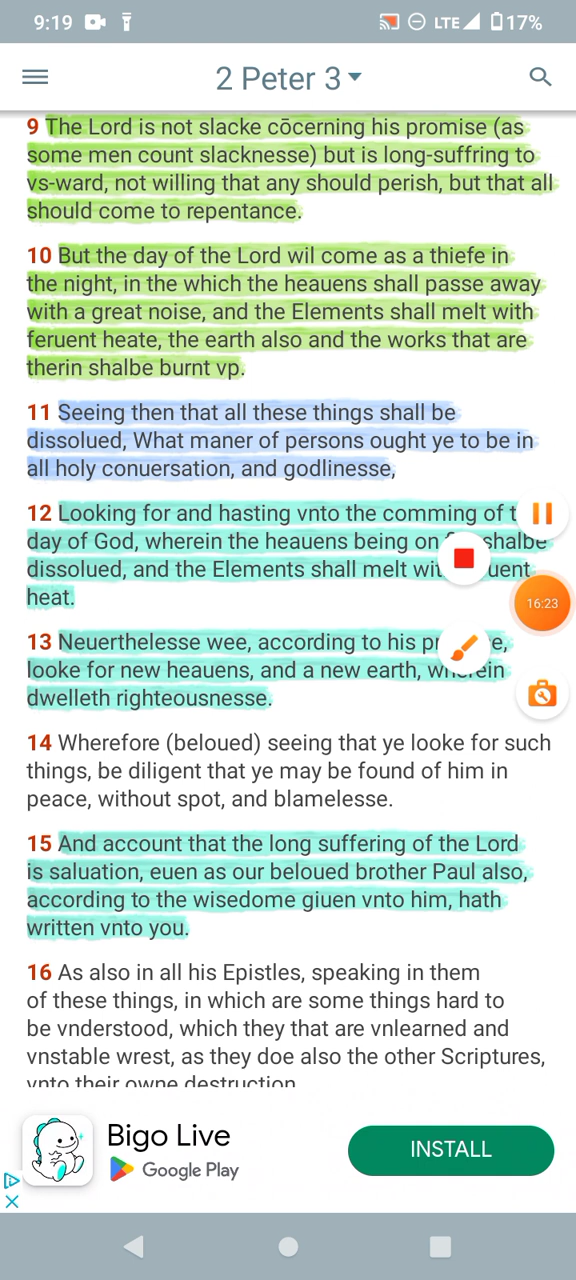 9:19 LTE 17%
2 Peter 3
9 The Lord is not slacke cōcerning his promise (as
some men count slacknesse) but is long-suffring to
vs-ward, not willing that any should perish, but that all
should come to repentance.
10 But the day of the Lord wil come as a thiefe in
the night, in the which the heauens shall passe away
with a great noise, and the Elements shall melt with
feruent heate, the earth also and the works that are
therin shalbe burnt vp.
11 Seeing then that all these things shall be
dissolued, What maner of persons ought ye to be in
all holy conuersation, and godlinesse,
12 Looking for and hasting vnto the comming of t
day of God, wherein the heauens being on shalbe
dissolued, and the Elements shall melt wit uent
heat.
16:23
13 Neuerthelesse wee, according to his pr e,
looke for new heauens, and a new earth, wherein
dwelleth righteousnesse.
14 Wherefore (beloued) seeing that ye looke for such
things, be diligent that ye may be found of him in
peace, without spot, and blamelesse.
15 And account that the long suffering of the Lord
is saluation, euen as our beloued brother Paul also,
according to the wisedome giuen vnto him, hath
written vnto you.
16 As also in all his Epistles, speaking in them
of these things, in which are some things hard to
be vnderstood, which they that are vnlearned and
vnstable wrest, as they doe also the other Scriptures,
vnto their owne destruction
Bigo Live
Google Play
INSTALL